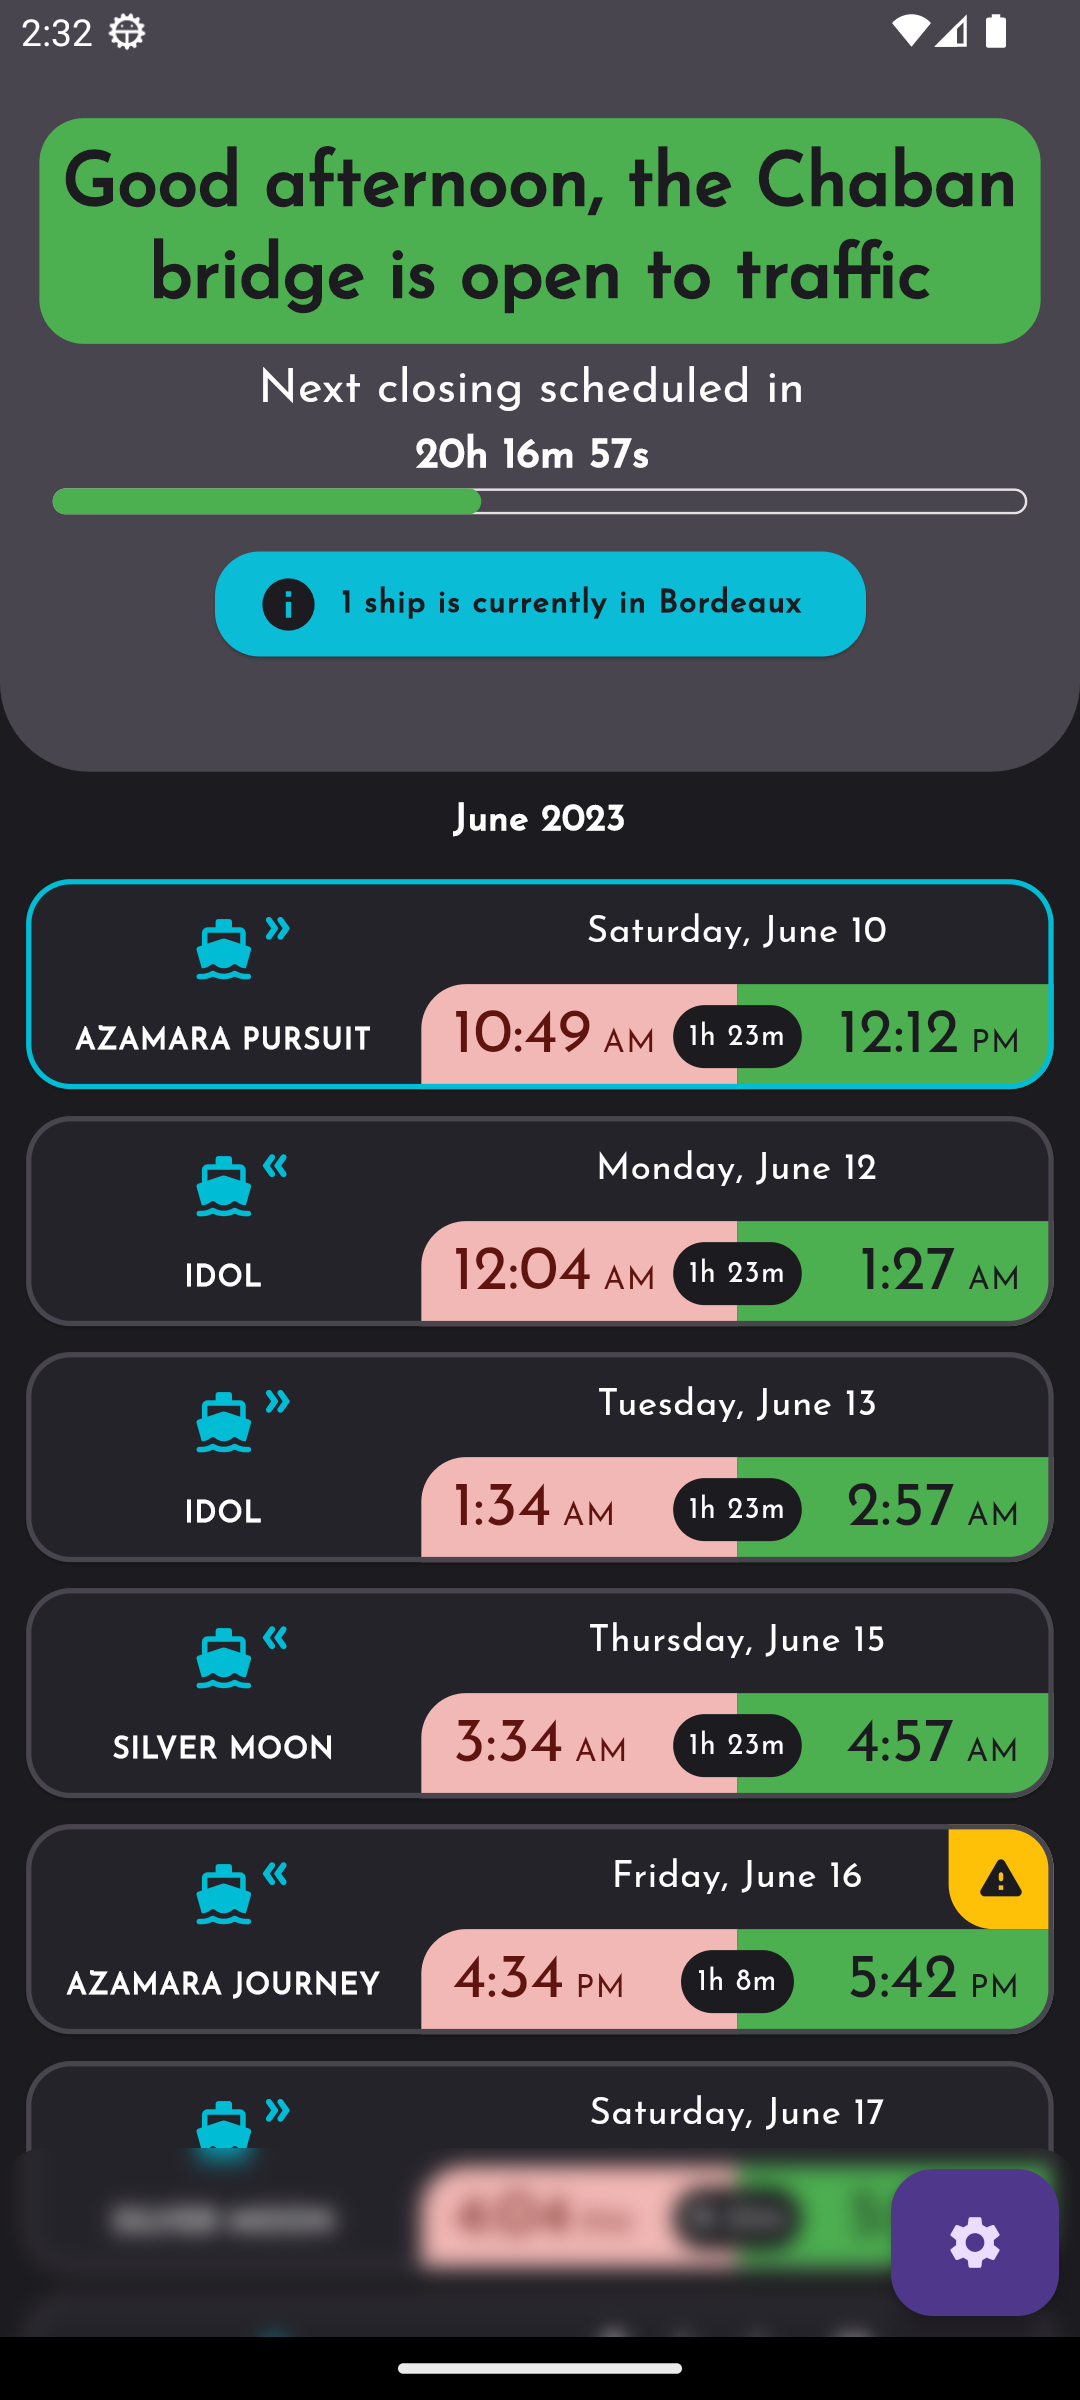 2:32
Good afternoon, the Chaban
bridge is open to traffic
Next closing scheduled in
20h 16m 57s
1 ship is currently in Bordeaux
June 2023
Saturday, June 10
AZAMARA PURSUIT
10:49 AM 1h 23m 12:12 PM
Monday, June 12
IDOL
12:04 AM 1h 23m 1:27 AM
Tuesday, June 13
IDOL
1:34 AM 1h 23m 2:57 AM
Thursday, June 15
SILVER MOON
3:34 AM 1h 23m 4:57 AM
Friday, June 16
AZAMARA JOURNEY
4:34 PM 1h 8m 5:42 PM
Saturday, June 17
SILVER MOON